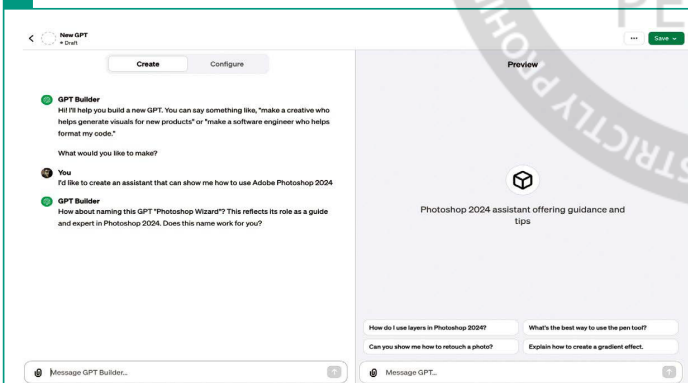 New GPT
• Draft
···
Save
Create
Configure
GPT Builder
Hi! I'll help you build a new GPT. You can say something like, "make a creative who
helps generate visuals for new products" or "make a software engineer who helps
format my code."
What would you like to make?
You
I'd like to create an assistant that can show me how to use Adobe Photoshop 2024
GPT Builder
How about naming this GPT "Photoshop Wizard"? This reflects its role as a guide
and expert in Photoshop 2024. Does this name work for you?
Message GPT Builder...
Preview
Photoshop 2024 assistant offering guidance and
tips
How do I use layers in Photoshop 2024?
What's the best way to use the pen tool?
Can you show me how to retouch a photo?
Explain how to create a gradient effect.
Message GPT...